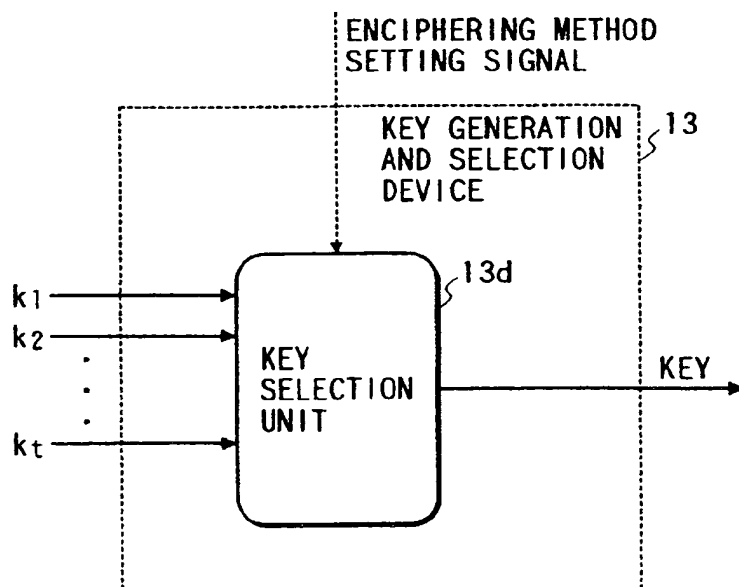 ENCIPHERING METHOD
SETTING SIGNAL
KEY GENERATION
AND SELECTION
DEVICE
13
13d
k1
k2
kt
KEY
SELECTION
UNIT
KEY